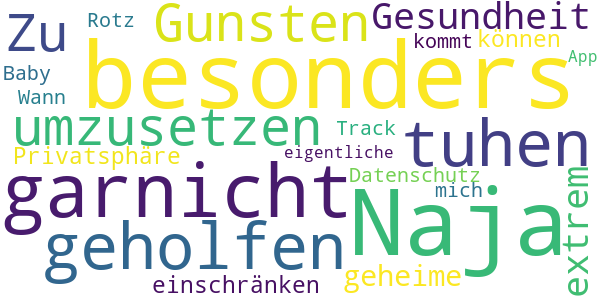 Zu
Rotz
Gunsten
Gesundheit
kommt
können
App
Baby
Wann
besonders
umzusetzen
Track
tuhen
Privatsphäre
eigentliche
garnicht
Datenschutz
mich
Naja
extrem
geholfen
einschränken
geheime